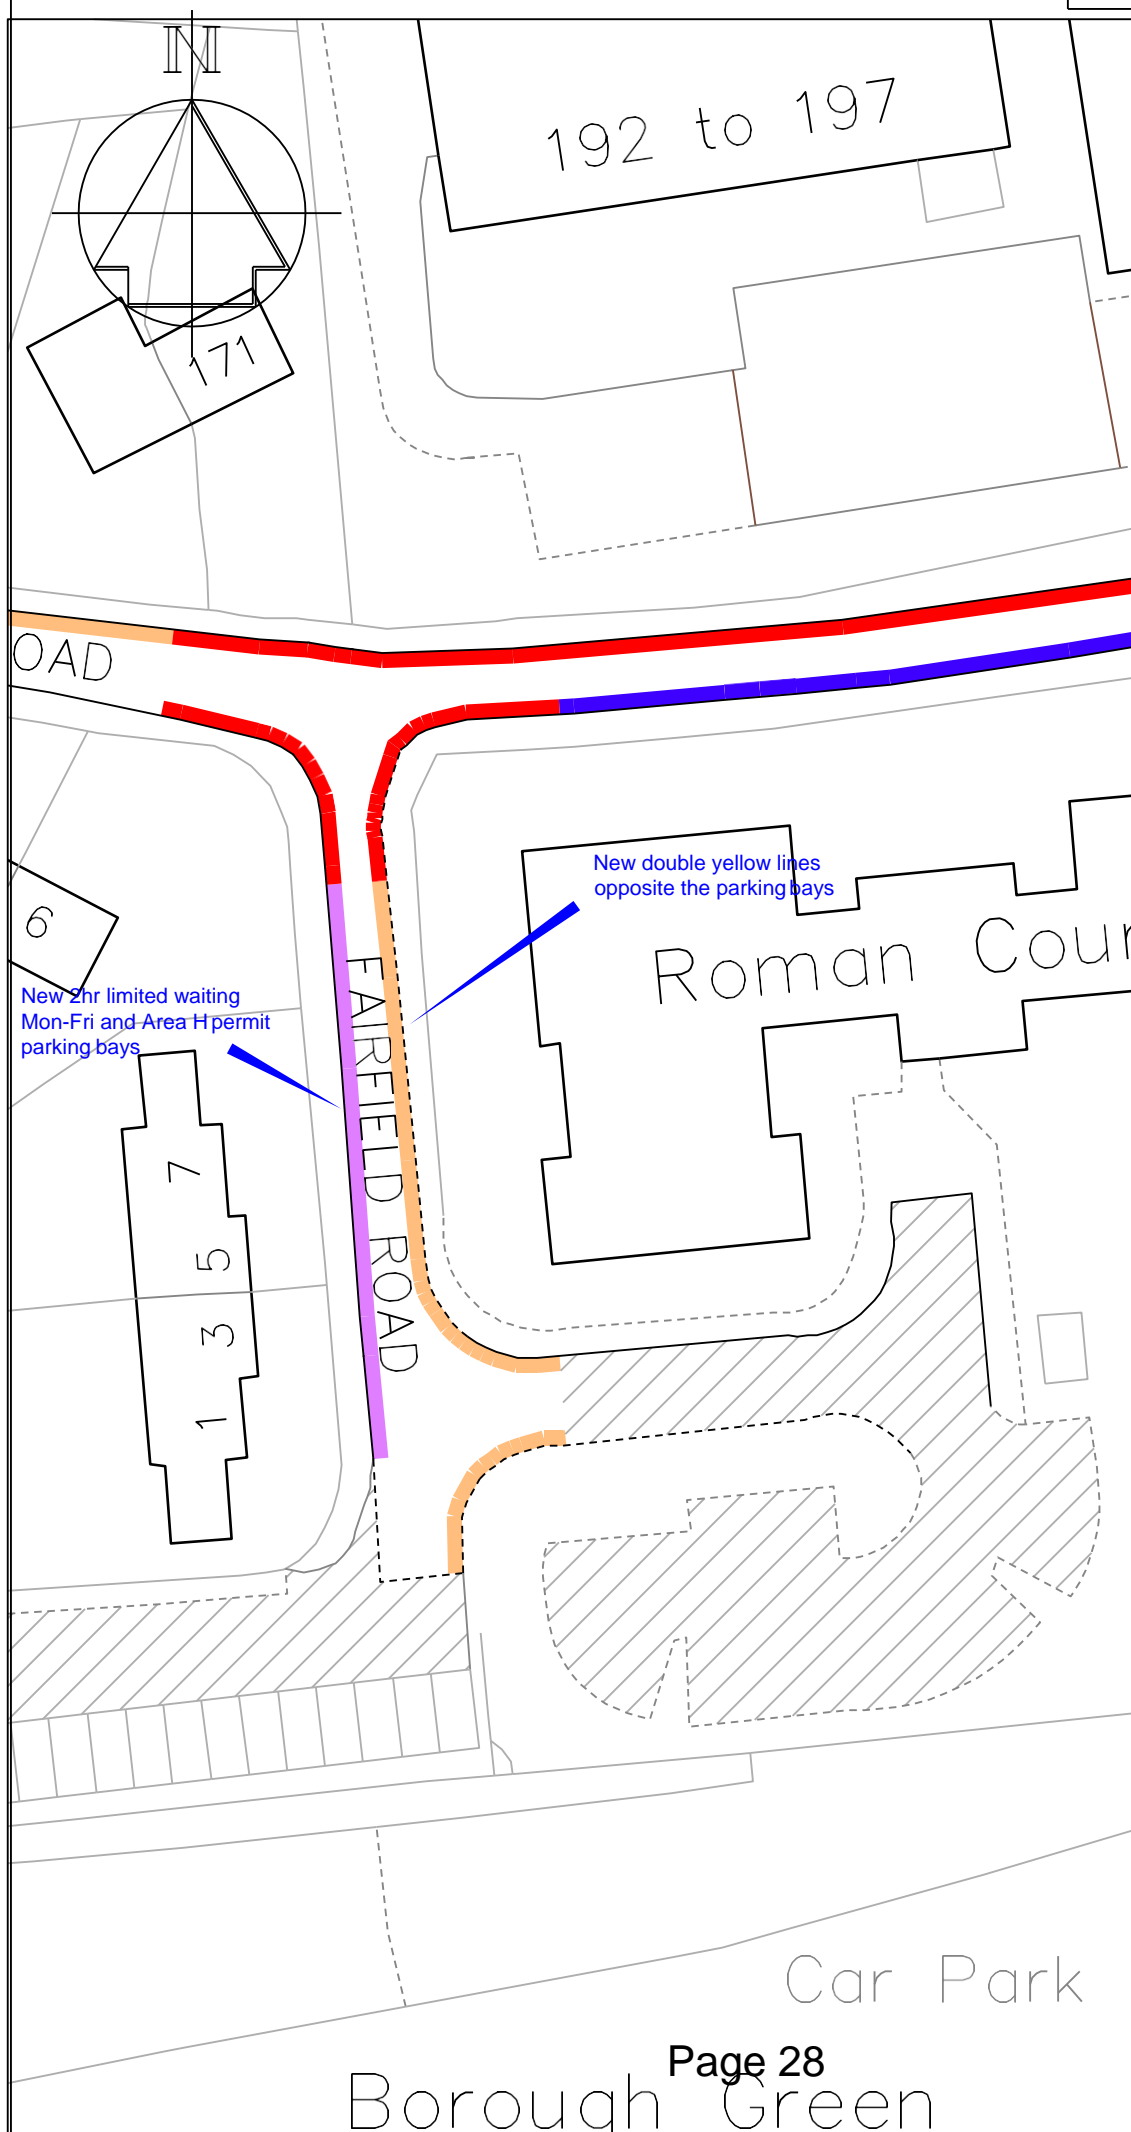 N
192 to 197
171
OAD
New double yellow lines
opposite the parking bays
6
Roman Cour
New 2hr limited waiting
Mon-Fri and Area H permit
parking bays
FAIRFIELD ROAD
7
5
3
1
Car Park
Page 28
Borough Green